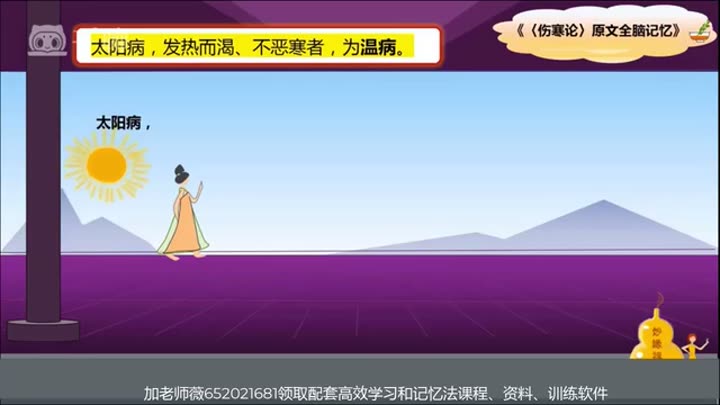 太阳病，发热而渴、不恶寒者，为温病。
《〈伤寒论〉原文全脑记忆》
太阳病，
加老师薇652021681领取配套高效学习和记忆法课程、资料、训练软件